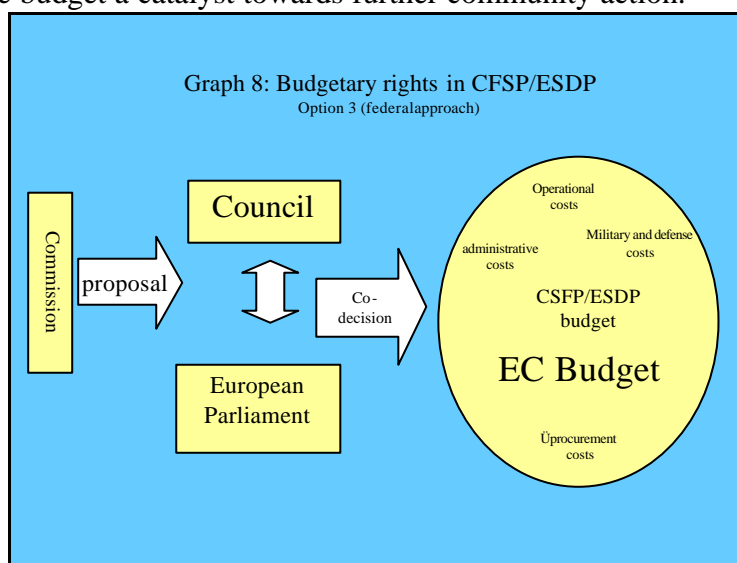 budget a catalyst towards further community action.
Graph 8: Budgetary rights in CFSP/ESDP
Option 3 (federalapproach)
Commission
proposal
Council
European
Parliament
Co-
decision
Operational
costs
Military and defense
costs
administrative
costs
CSFP/ESDP
budget
EC Budget
Üprocurement
costs